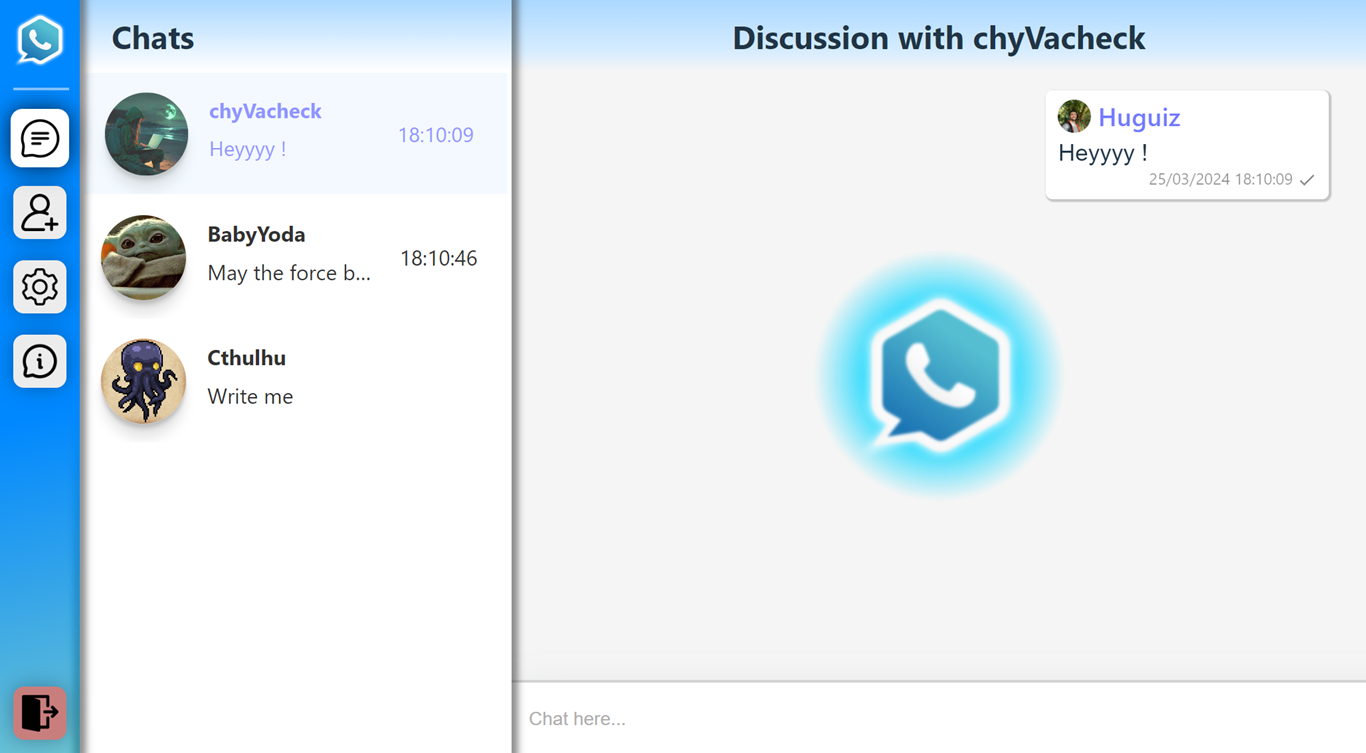 Chats
chyVacheck
Heyyyy !
18:10:09
BabyYoda
May the force b...
18:10:46
Cthulhu
Write me
Discussion with chyVacheck
Huguiz
Heyyyy !
25/03/2024 18:10:09
Chat here...